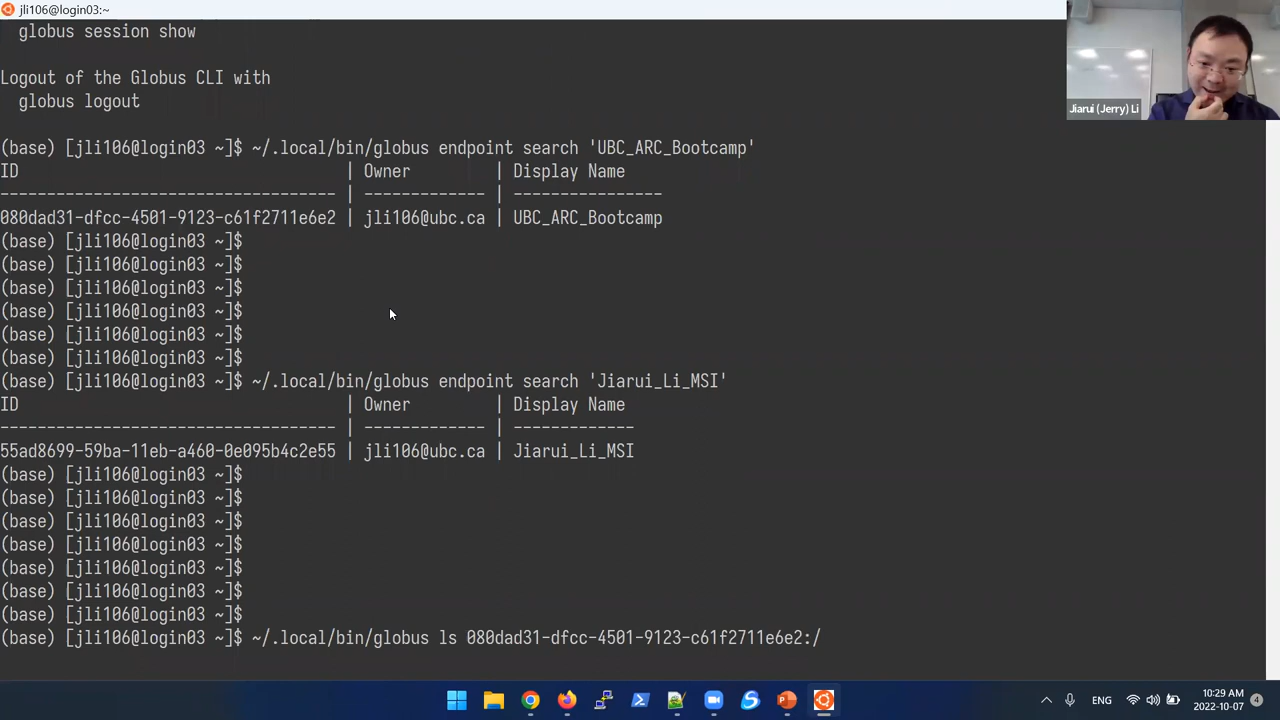 jli106@login03:~
globus session show
Logout of the Globus CLI with
globus logout
(base) [jli106@login03 ~]$ ~/.local/bin/globus endpoint search 'UBC_ARC_Bootcamp'
ID | Owner | Display Name
------------------------------------ | ------------- | ----------------
080dad31-dfcc-4501-9123-c61f2711e6e2 | jli106@ubc.ca | UBC_ARC_Bootcamp
(base) [jli106@login03 ~]$
(base) [jli106@login03 ~]$
(base) [jli106@login03 ~]$
(base) [jli106@login03 ~]$
(base) [jli106@login03 ~]$
(base) [jli106@login03 ~]$
(base) [jli106@login03 ~]$ ~/.local/bin/globus endpoint search 'Jiarui_Li_MSI'
ID | Owner | Display Name
------------------------------------ | ------------- | -------------
55ad8699-59ba-11eb-a460-0e095b4c2e55 | jli106@ubc.ca | Jiarui_Li_MSI
(base) [jli106@login03 ~]$
(base) [jli106@login03 ~]$
(base) [jli106@login03 ~]$
(base) [jli106@login03 ~]$
(base) [jli106@login03 ~]$
(base) [jli106@login03 ~]$
(base) [jli106@login03 ~]$
(base) [jli106@login03 ~]$ ~/.local/bin/globus ls 080dad31-dfcc-4501-9123-c61f2711e6e2:/
Jiarui (Jerry) Li
ENG
10:29 AM
2022-10-07
4